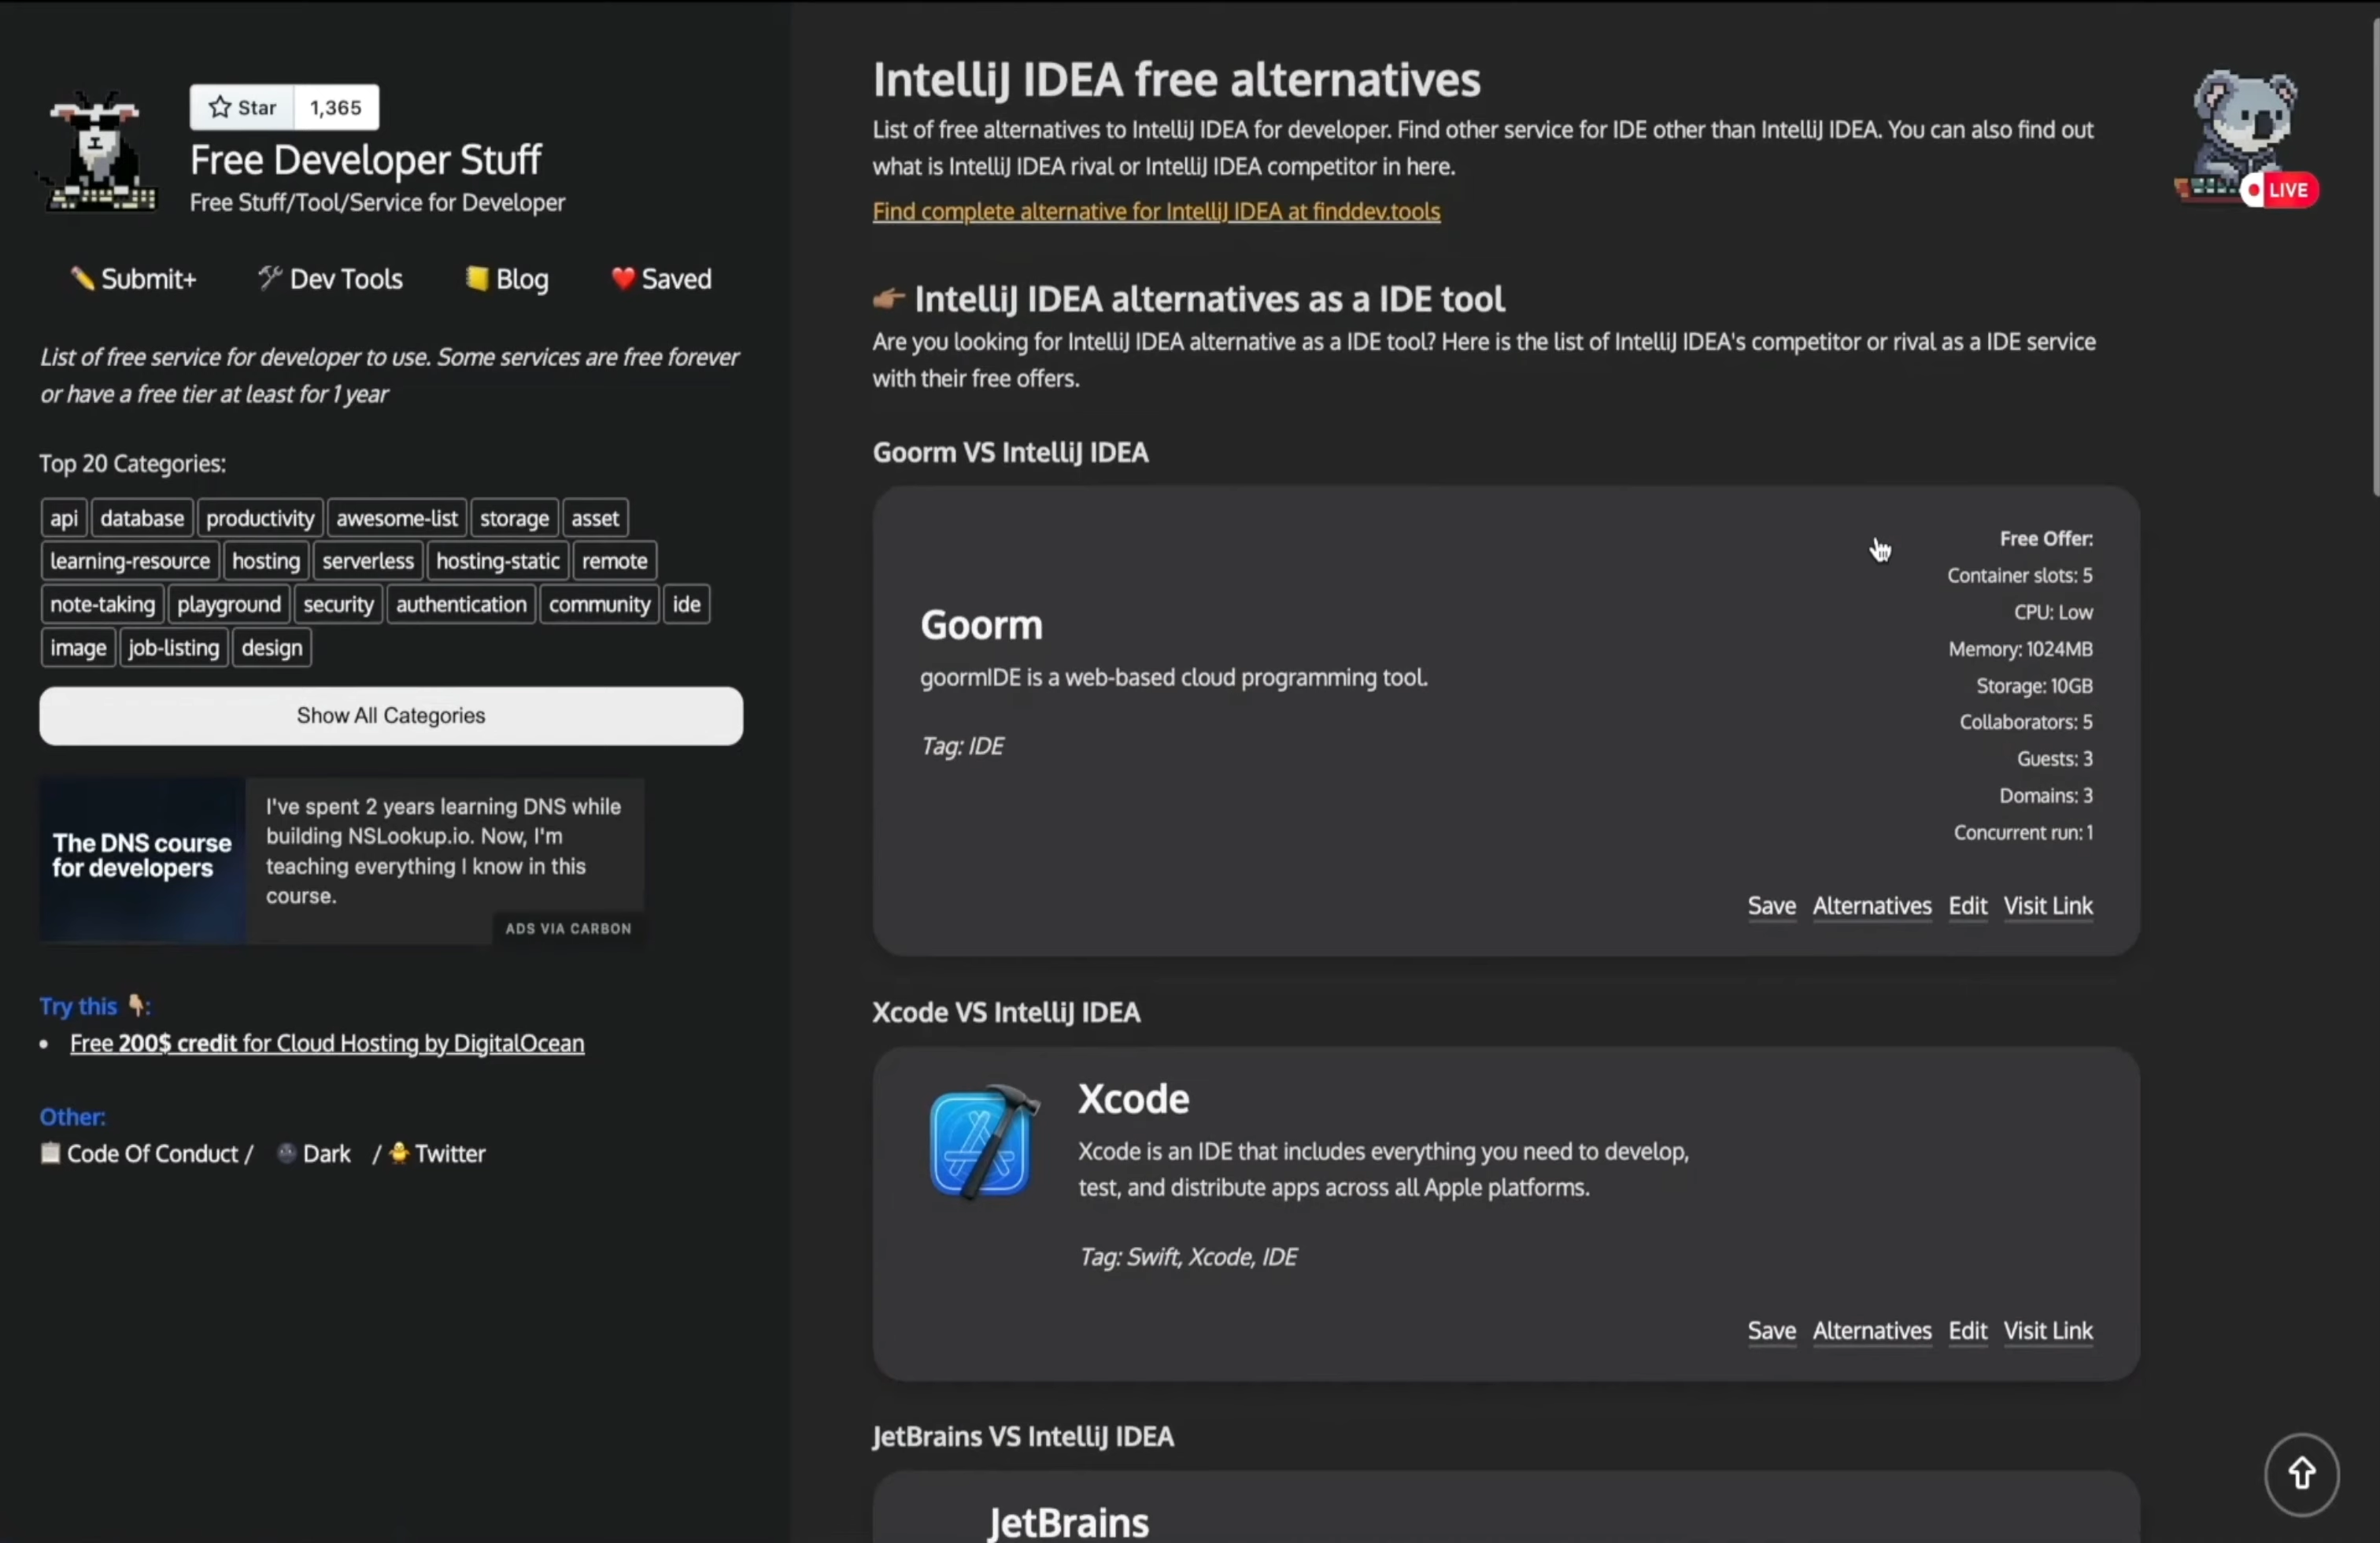 Star 1,365
Free Developer Stuff
Free Stuff/Tool/Service for Developer
Submit+ Dev Tools Blog Saved
List of free service for developer to use. Some services are free forever
or have a free tier at least for 1 year
Top 20 Categories:
api database productivity awesome-list storage asset
learning-resource hosting serverless hosting-static remote
note-taking playground security authentication community ide
image job-listing design
Show All Categories
The DNS course
for developers
I've spent 2 years learning DNS while
building NSLookup.io. Now, I'm
teaching everything I know in this
course.
ADS VIA CARBON
Try this :
Free 200$ credit for Cloud Hosting by DigitalOcean
Other:
Code Of Conduct / Dark / Twitter
IntelliJ IDEA free alternatives
List of free alternatives to IntelliJ IDEA for developer. Find other service for IDE other than IntelliJ IDEA. You can also find out
what is IntelliJ IDEA rival or IntelliJ IDEA competitor in here.
Find complete alternative for IntelliJ IDEA at finddev.tools
IntelliJ IDEA alternatives as a IDE tool
Are you looking for IntelliJ IDEA alternative as a IDE tool? Here is the list of IntelliJ IDEA's competitor or rival as a IDE service
with their free offers.
Goorm VS IntelliJ IDEA
Goorm
goormIDE is a web-based cloud programming tool.
Tag: IDE
Free Offer:
Container slots: 5
CPU: Low
Memory: 1024MB
Storage: 10GB
Collaborators: 5
Guests: 3
Domains: 3
Concurrent run: 1
Save Alternatives Edit Visit Link
Xcode VS IntelliJ IDEA
Xcode
Xcode is an IDE that includes everything you need to develop,
test, and distribute apps across all Apple platforms.
Tag: Swift, Xcode, IDE
Save Alternatives Edit Visit Link
JetBrains VS IntelliJ IDEA
JetBrains
LIVE